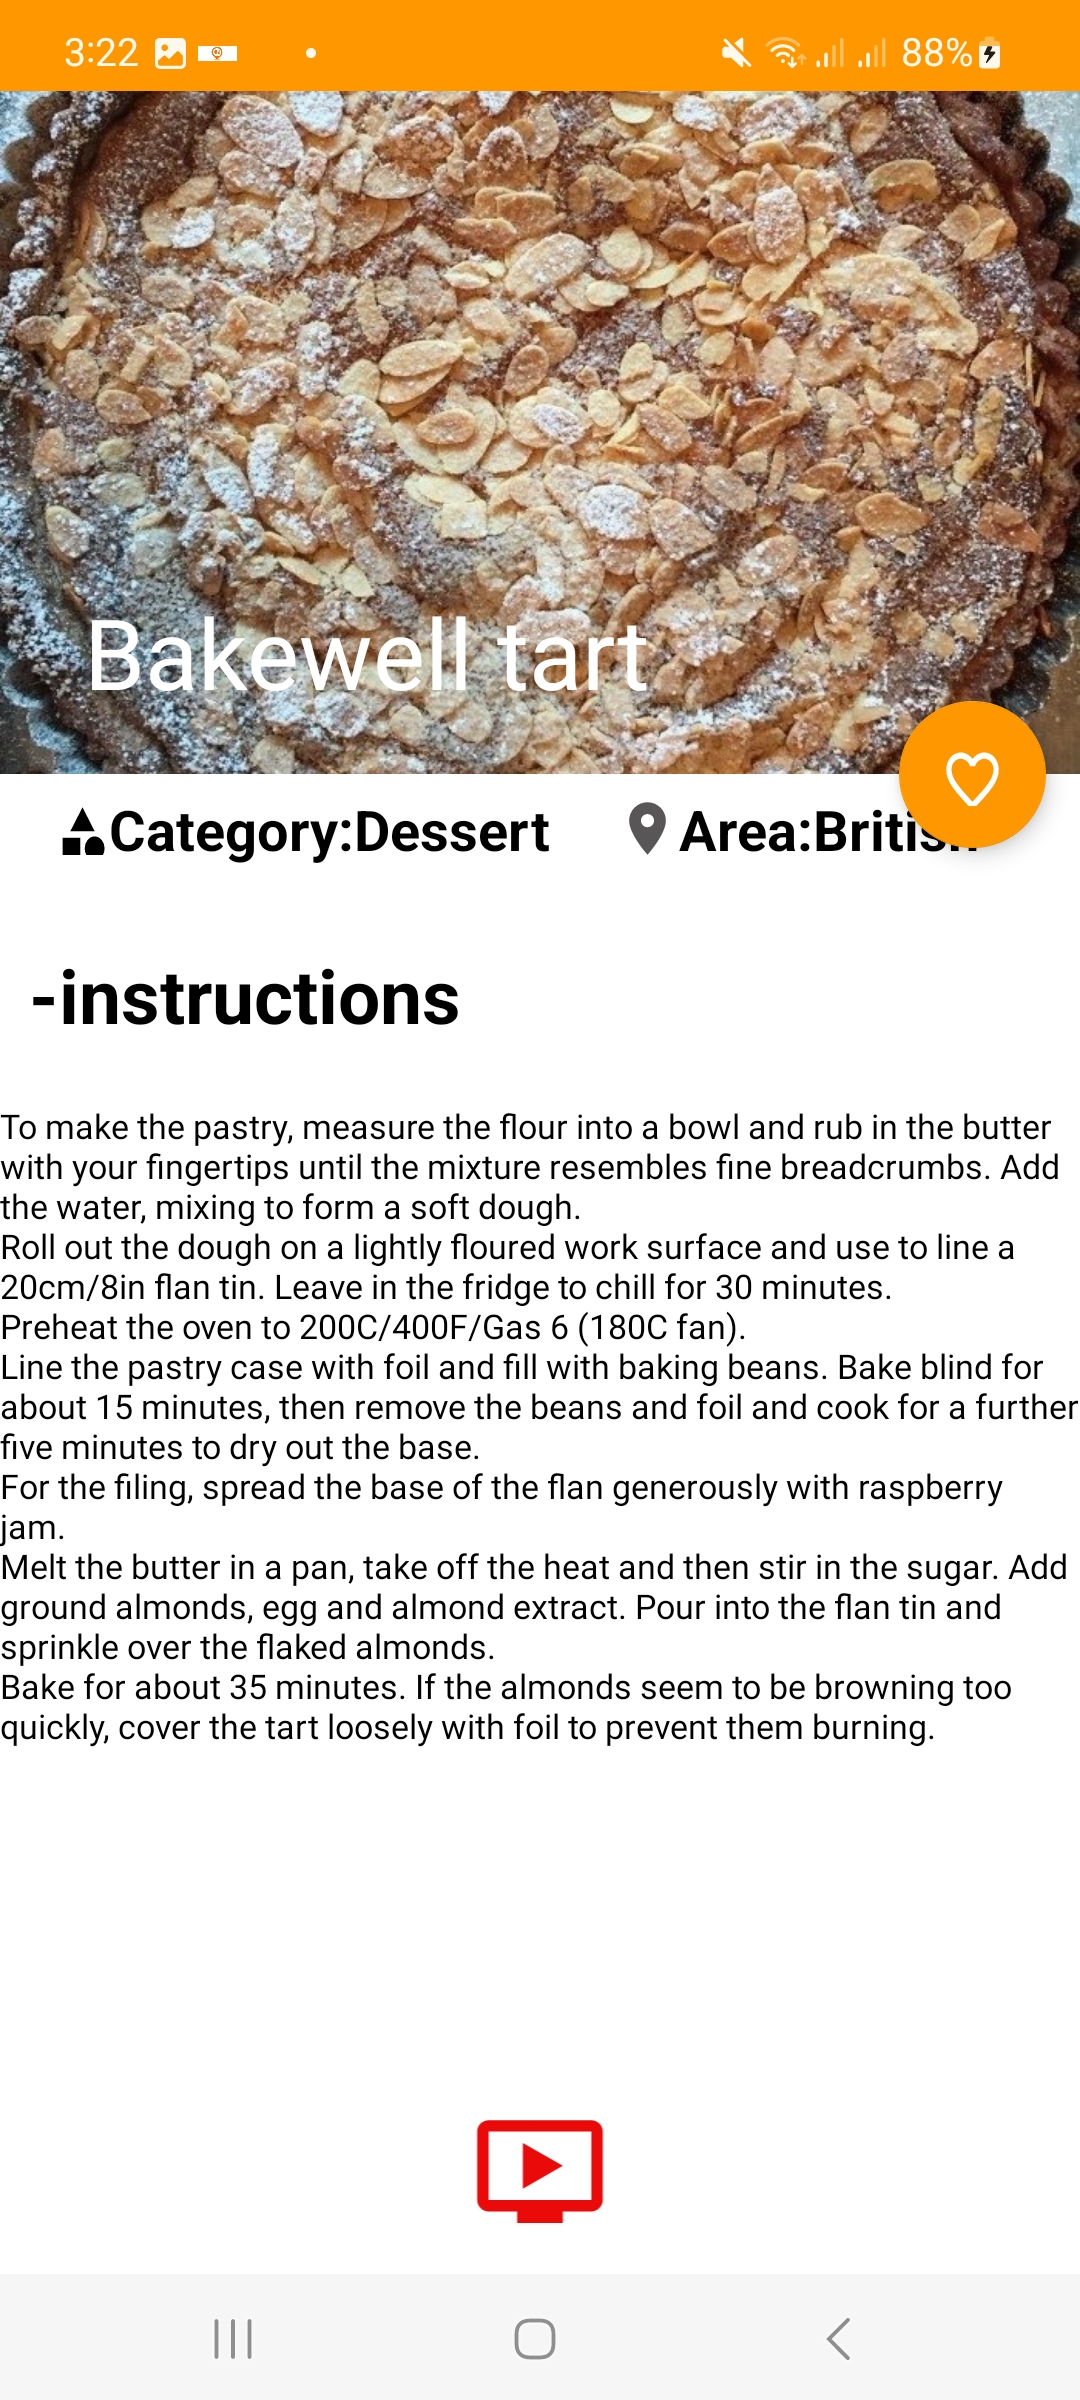 3:22
88%
Bakewell tart
Category:Dessert
Area:British
-instructions
To make the pastry, measure the flour into a bowl and rub in the butter
with your fingertips until the mixture resembles fine breadcrumbs. Add
the water, mixing to form a soft dough.
Roll out the dough on a lightly floured work surface and use to line a
20cm/8in flan tin. Leave in the fridge to chill for 30 minutes.
Preheat the oven to 200C/400F/Gas 6 (180C fan).
Line the pastry case with foil and fill with baking beans. Bake blind for
about 15 minutes, then remove the beans and foil and cook for a further
five minutes to dry out the base.
For the filing, spread the base of the flan generously with raspberry
jam.
Melt the butter in a pan, take off the heat and then stir in the sugar. Add
ground almonds, egg and almond extract. Pour into the flan tin and
sprinkle over the flaked almonds.
Bake for about 35 minutes. If the almonds seem to be browning too
quickly, cover the tart loosely with foil to prevent them burning.